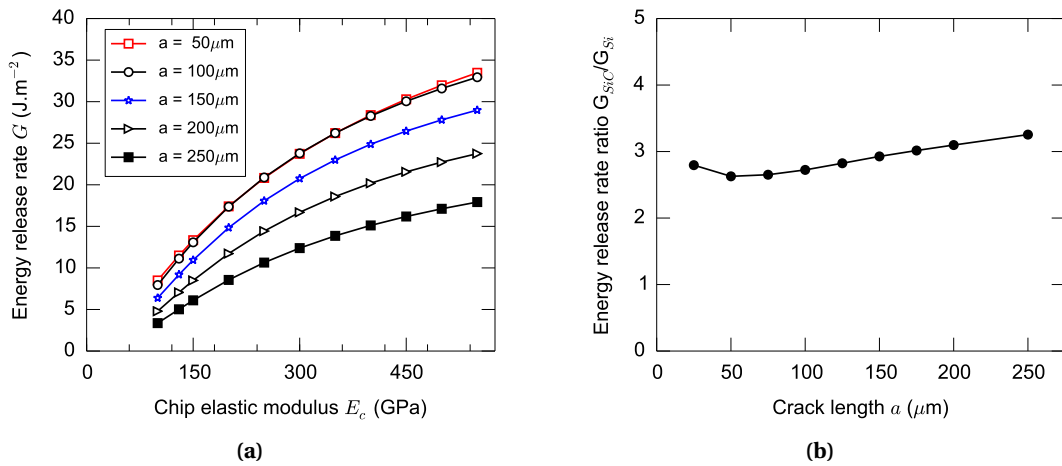 40
35
30
25
20
15
10
5
0
0 150 300 450
Energy release rate G (J.m⁻²)
Chip elastic modulus E_c (GPa)
a = 50μm
a = 100μm
a = 150μm
a = 200μm
a = 250μm
(a)
5
4
3
2
1
0
0 50 100 150 200 250
Energy release rate ratio G_SiC/G_Si
Crack length a (μm)
(b)